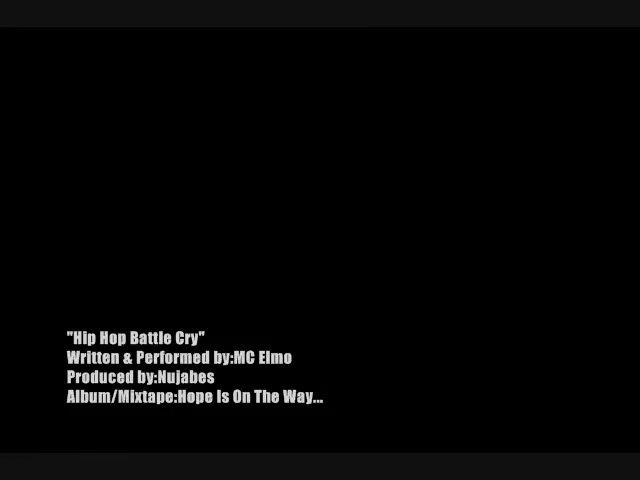 "Hip Hop Battle Cry"
Written & Performed by:MC Elmo
Produced by:Nujabes
Album/Mixtape:Hope Is On The Way...